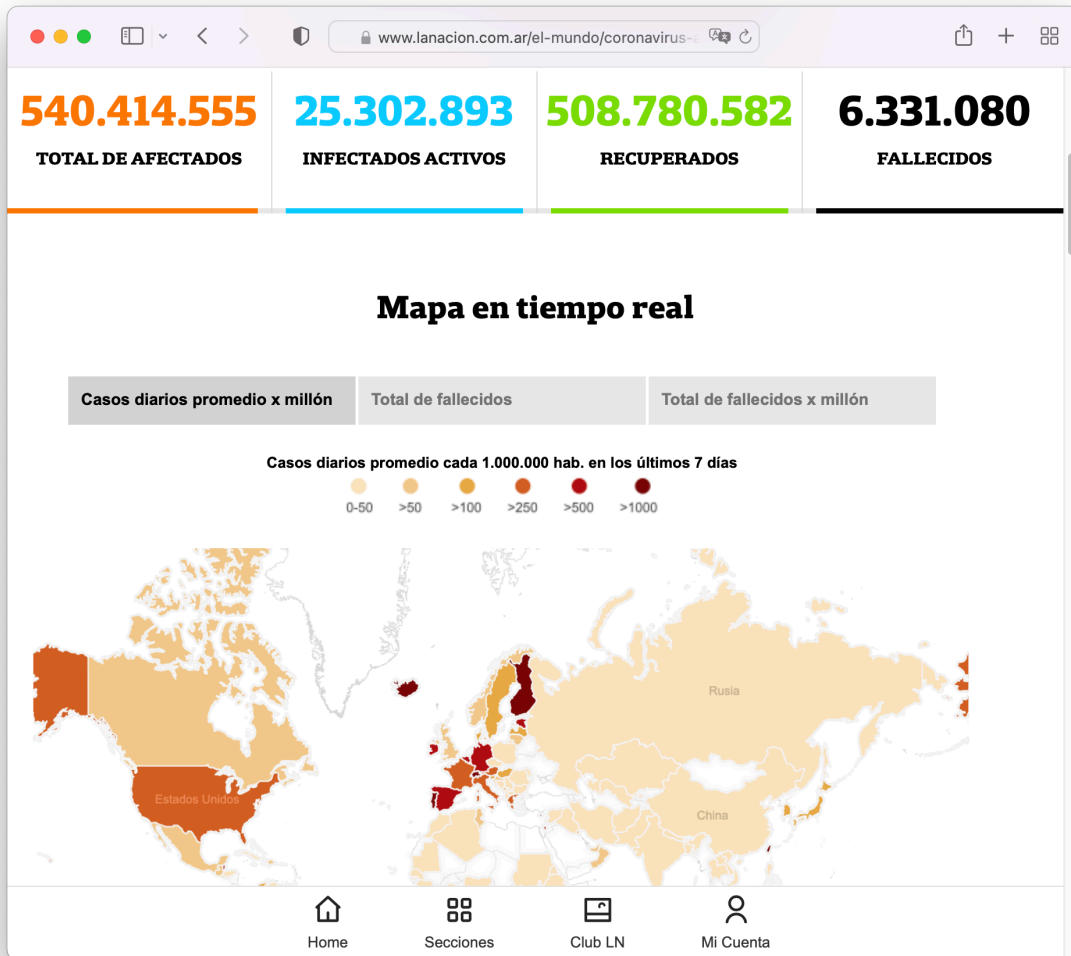 www.lanacion.com.ar/el-mundo/coronavirus-
540.414.555
TOTAL DE AFECTADOS
25.302.893
INFECTADOS ACTIVOS
508.780.582
RECUPERADOS
6.331.080
FALLECIDOS
Mapa en tiempo real
Casos diarios promedio x millón
Total de fallecidos
Total de fallecidos x millón
Casos diarios promedio cada 1.000.000 hab. en los últimos 7 días
0-50 >50 >100 >250 >500 >1000
Rusia
Estados Unidos
China
Home
Secciones
Club LN
Mi Cuenta